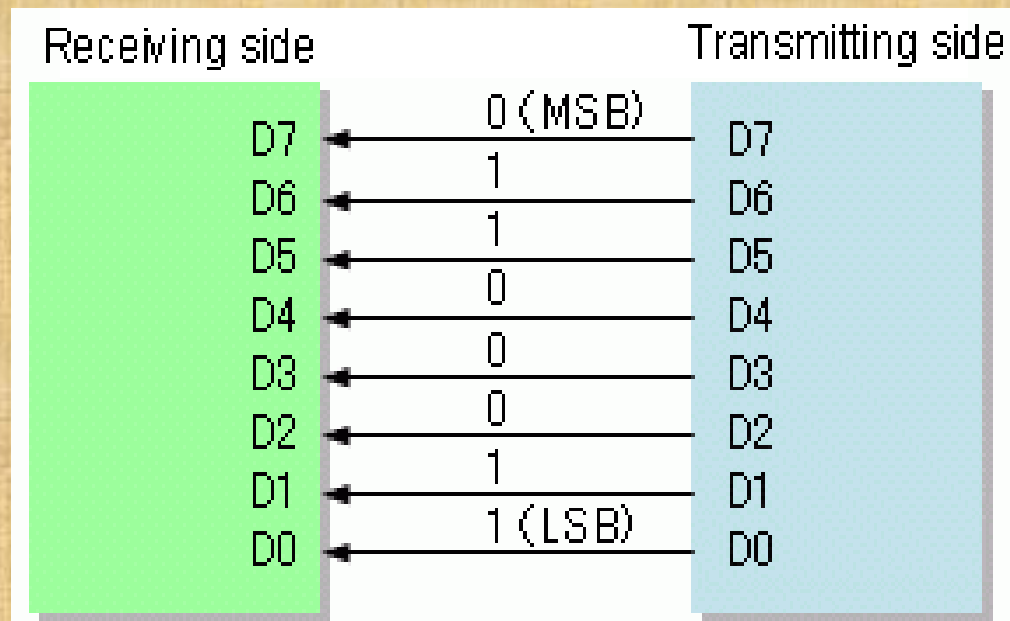 Receiving side Transmitting side
0 (MSB)
D7 D7
1
D6 D6
1
D5 D5
0
D4 D4
0
D3 D3
0
D2 D2
1
D1 D1
1 (LSB)
D0 D0